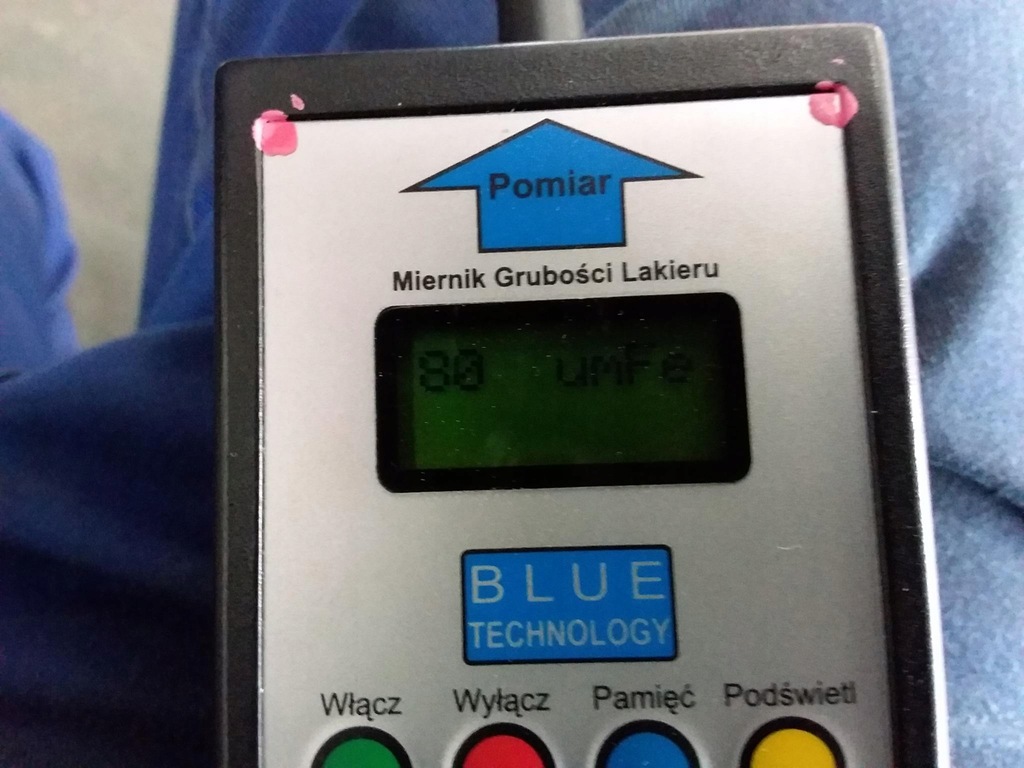 Pomiar
Miernik Grubości Lakieru
80 umFe
BLUE
TECHNOLOGY
Włącz Wyłącz Pamięć Podświetl